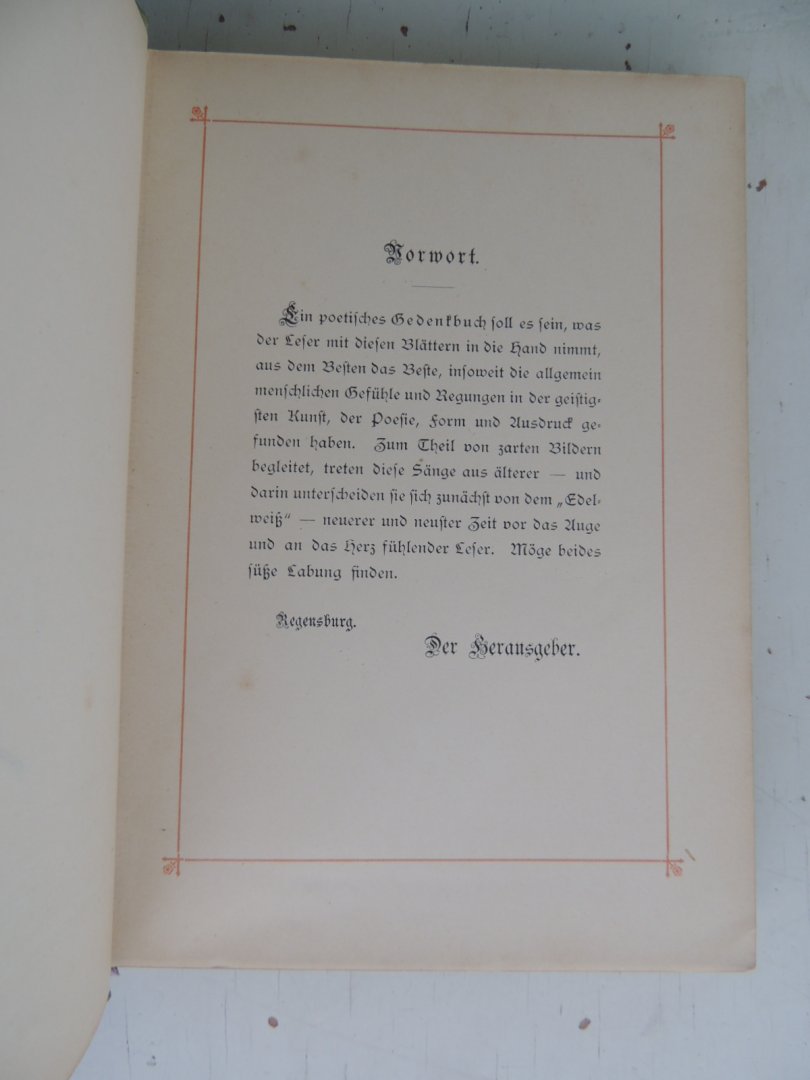 Vorwort.
Ein poetisches Gedenkbuch soll es sein, was
der Leser mit diesen Blättern in die Hand nimmt,
aus dem Besten das Beste, insoweit die allgemein
menschlichen Gefühle und Regungen in der geistig-
sten Kunst, der Poesie, Form und Ausdruck ge-
funden haben. Zum Theil von zarten Bildern
begleitet, treten diese Sänge aus älterer — und
darin unterscheiden sie sich zunächst von dem „Edel-
weiß“ — neuerer und neuster Zeit vor das Auge
und an das Herz fühlender Leser. Möge beides
süße Labung finden.
Regensburg.
Der Herausgeber.